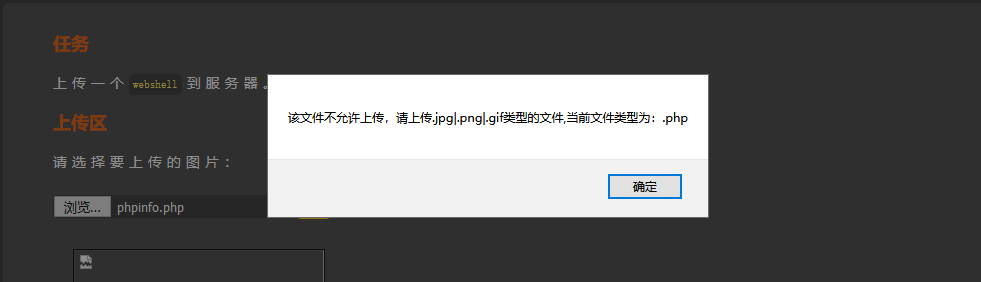 任务
上传一个 webshell 到服务器。
该文件不允许上传，请上传.jpg|.png|.gif类型的文件,当前文件类型为：.php
确定
上传区
请选择要上传的图片：
浏览... phpinfo.php